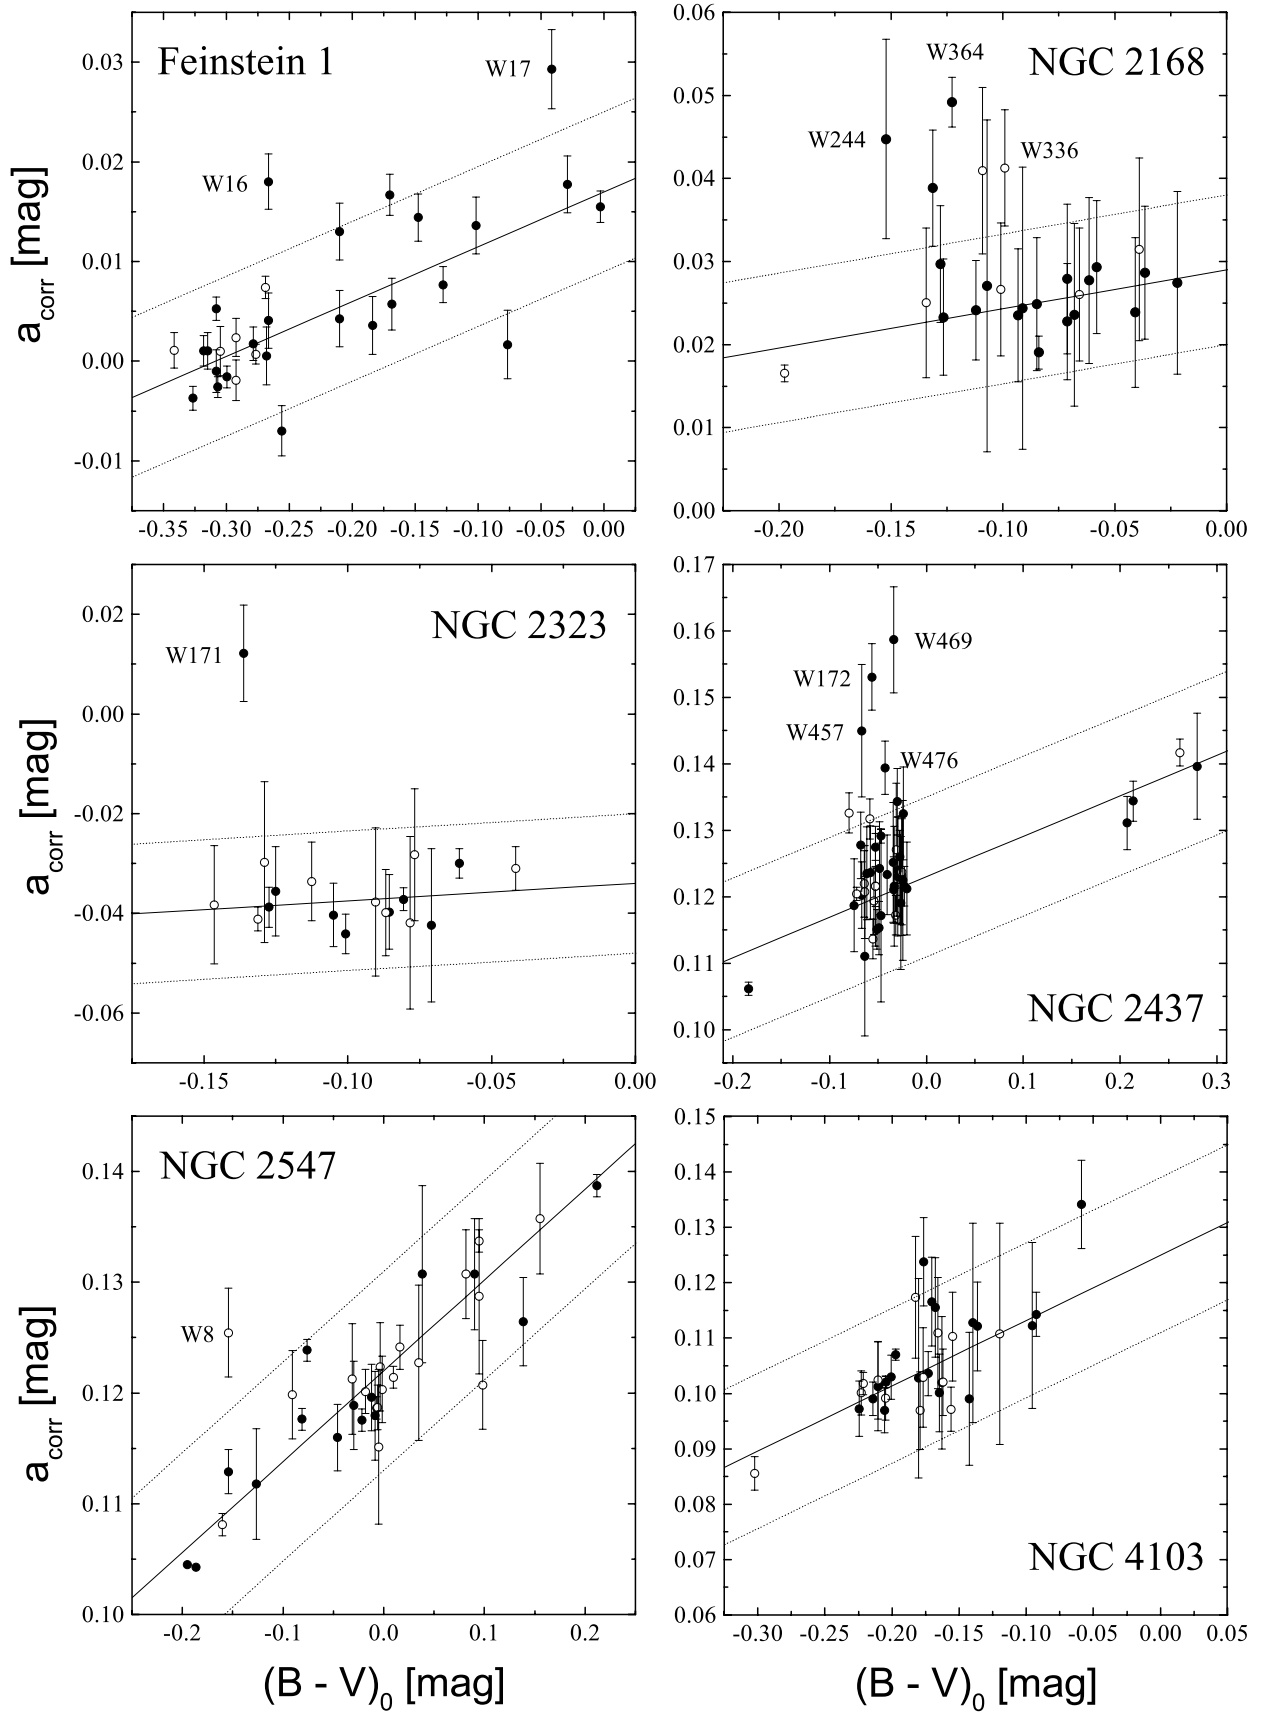 Feinstein 1
W17
W16
0.03
0.02
0.01
0.00
-0.01
a_corr [mag]
-0.35 -0.30 -0.25 -0.20 -0.15 -0.10 -0.05 0.00
NGC 2168
W364
W244
W336
0.06
0.05
0.04
0.03
0.02
0.01
0.00
-0.20 -0.15 -0.10 -0.05 0.00
NGC 2323
W171
0.02
0.00
-0.02
-0.04
-0.06
a_corr [mag]
-0.15 -0.10 -0.05 0.00
NGC 2437
W469
W172
W457
W476
0.17
0.16
0.15
0.14
0.13
0.12
0.11
0.10
-0.2 -0.1 0.0 0.1 0.2 0.3
NGC 2547
W8
0.14
0.13
0.12
0.11
0.10
a_corr [mag]
-0.2 -0.1 0.0 0.1 0.2
(B - V)_0 [mag]
NGC 4103
0.15
0.14
0.13
0.12
0.11
0.10
0.09
0.08
0.07
0.06
-0.30 -0.25 -0.20 -0.15 -0.10 -0.05 0.00 0.05
(B - V)_0 [mag]